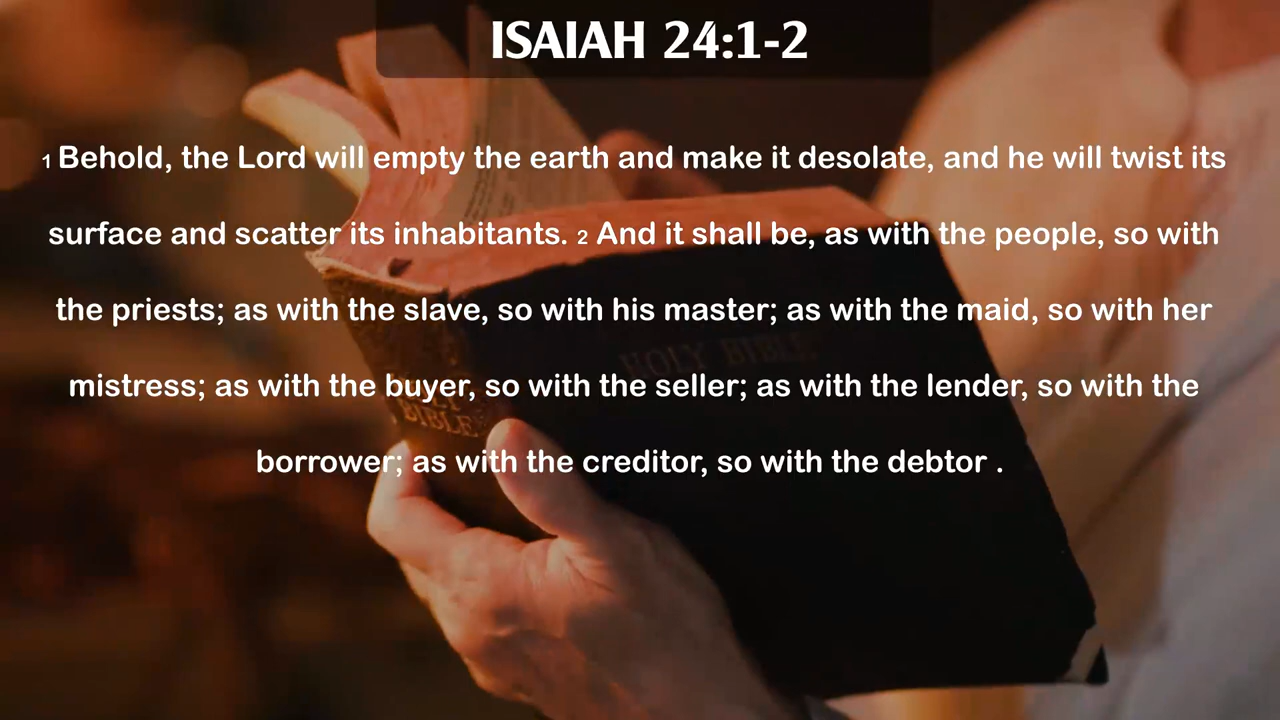 ISAIAH 24:1-2
1 Behold, the Lord will empty the earth and make it desolate, and he will twist its
surface and scatter its inhabitants. 2 And it shall be, as with the people, so with
the priests; as with the slave, so with his master; as with the maid, so with her
HOLY BIBLE
mistress; as with the buyer, so with the seller; as with the lender, so with the
HOLY
BIBLE
borrower; as with the creditor, so with the debtor .